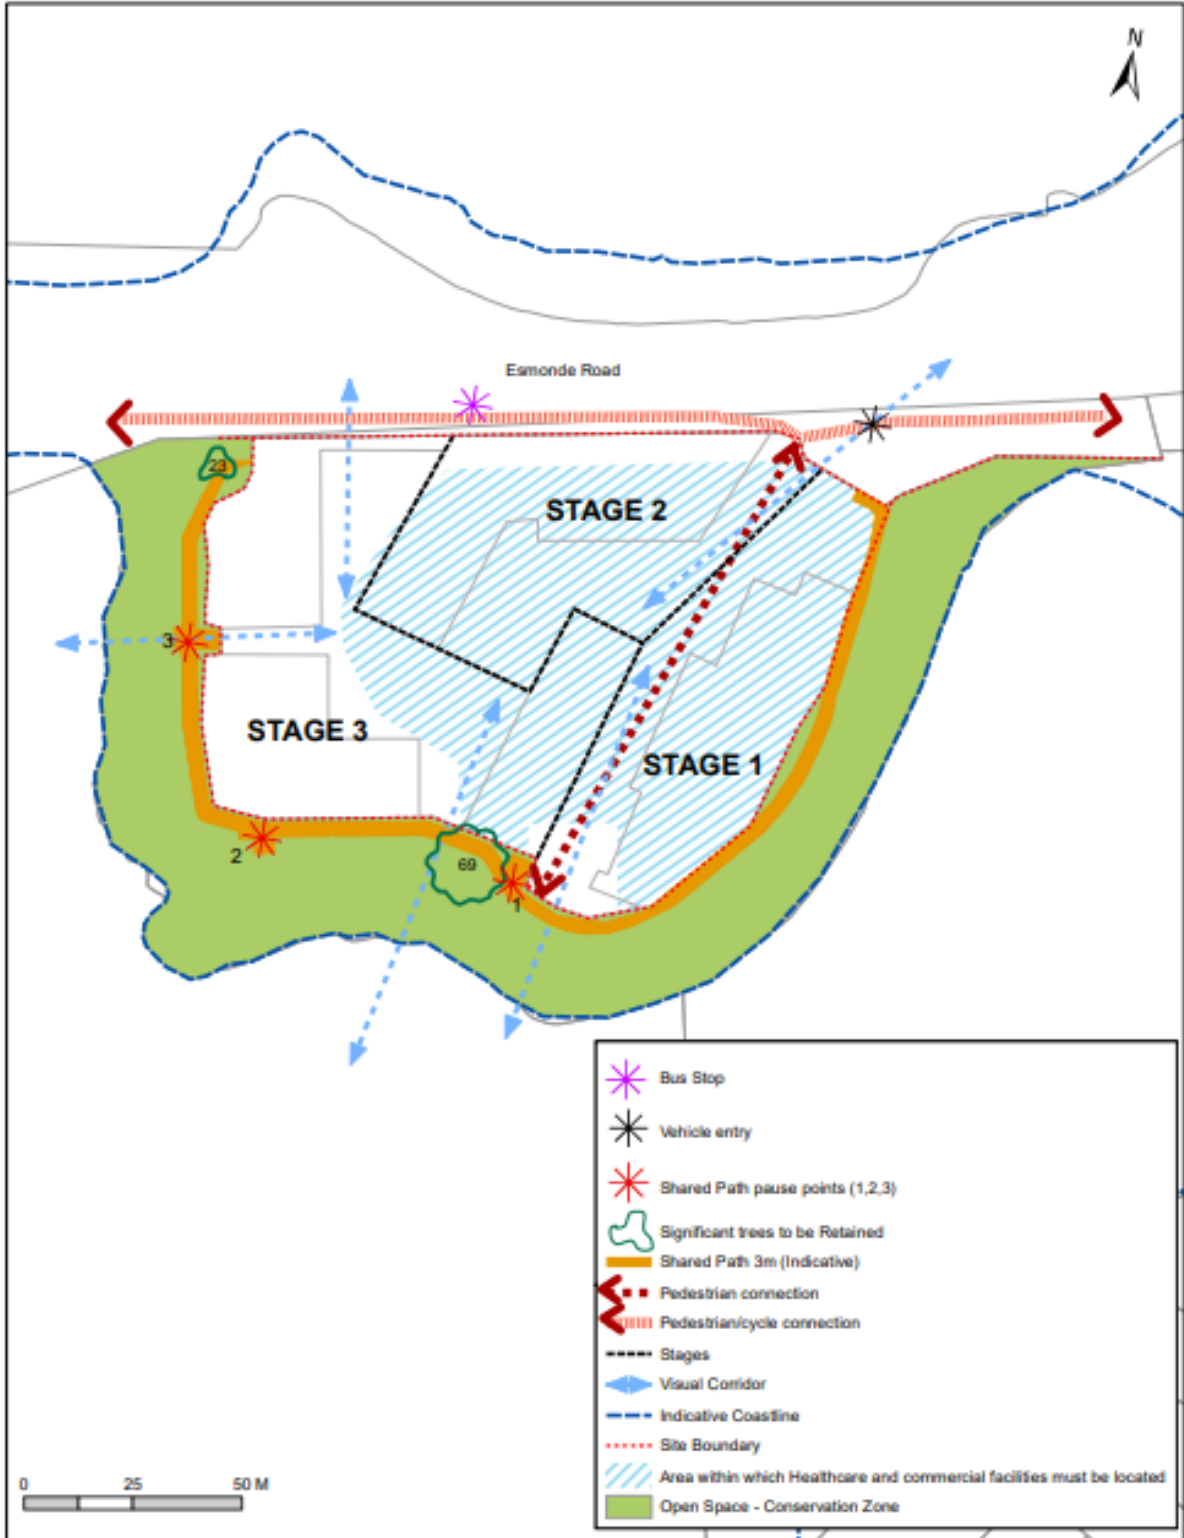 N
Esmonde Road
23
STAGE 2
3
STAGE 3
STAGE 1
2
69
1
Bus Stop
Vehicle entry
Shared Path pause points (1,2,3)
Significant trees to be Retained
Shared Path 3m (Indicative)
Pedestrian connection
Pedestrian/cycle connection
Stages
Visual Corridor
Indicative Coastline
Site Boundary
Area within which Healthcare and commercial facilities must be located
Open Space - Conservation Zone
0 25 50 M